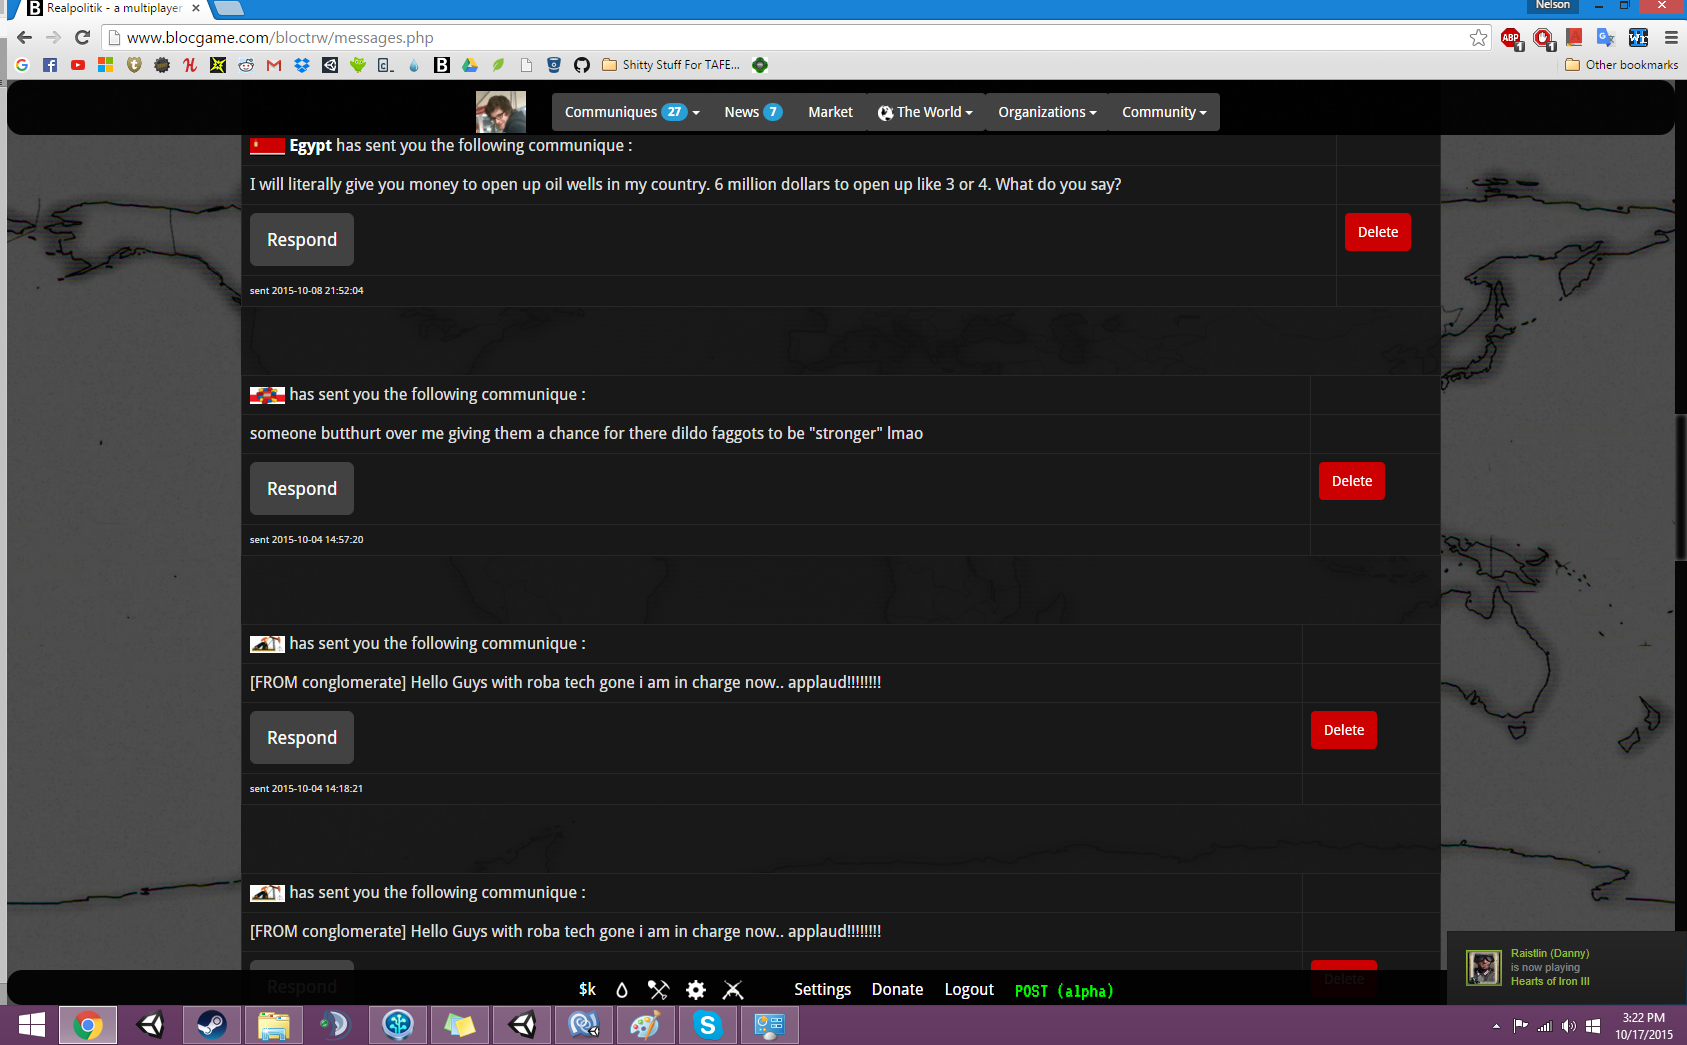 Realpolitik - a multiplayer
Nelson
www.blocgame.com/bloctrw/messages.php
ABP
1
1
Shitty Stuff For TAFE...
Other bookmarks
Communiques 27
News 7
Market
The World
Organizations
Community
Egypt has sent you the following communique :
I will literally give you money to open up oil wells in my country. 6 million dollars to open up like 3 or 4. What do you say?
Respond
Delete
sent 2015-10-08 21:52:04
has sent you the following communique :
someone butthurt over me giving them a chance for there dildo faggots to be "stronger" lmao
Respond
Delete
sent 2015-10-04 14:57:20
has sent you the following communique :
[FROM conglomerate] Hello Guys with roba tech gone i am in charge now.. applaud!!!!!!!!
Respond
Delete
sent 2015-10-04 14:18:21
has sent you the following communique :
[FROM conglomerate] Hello Guys with roba tech gone i am in charge now.. applaud!!!!!!!!
Respond
Delete
Raistlin (Danny)
is now playing
Hearts of Iron III
$k
Settings
Donate
Logout
POST (alpha)
3:22 PM
10/17/2015